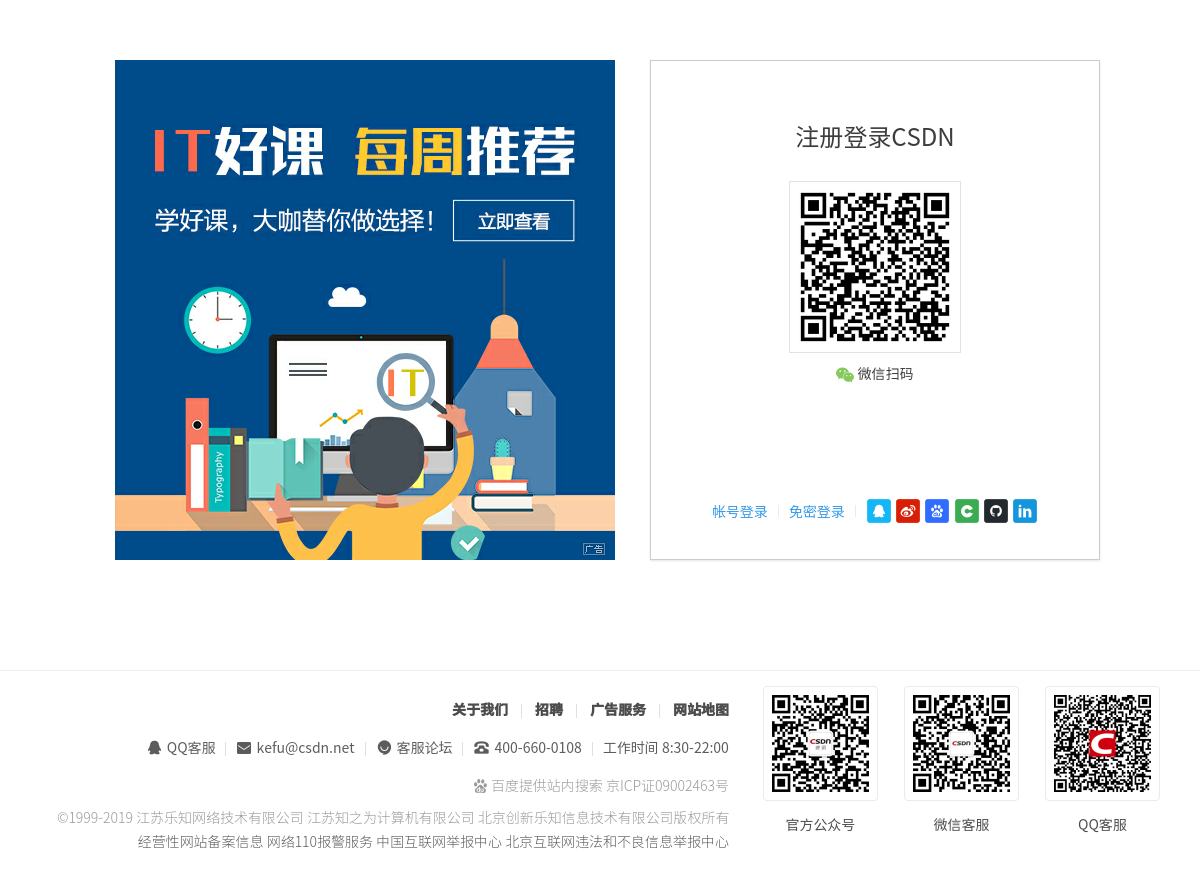 IT好课 每周推荐
学好课，大咖替你做选择！ 立即查看
IT
Typography
广告
注册登录CSDN
微信扫码
帐号登录 免密登录
C in
关于我们 招聘 广告服务 网站地图
QQ客服 kefu@csdn.net 客服论坛 400-660-0108 工作时间 8:30-22:00
百度提供站内搜索 京ICP证09002463号
©1999-2019 江苏乐知网络技术有限公司 江苏知之为计算机有限公司 北京创新乐知信息技术有限公司版权所有
经营性网站备案信息 网络110报警服务 中国互联网举报中心 北京互联网违法和不良信息举报中心
CSDN
CSDN
C
官方公众号 微信客服 QQ客服